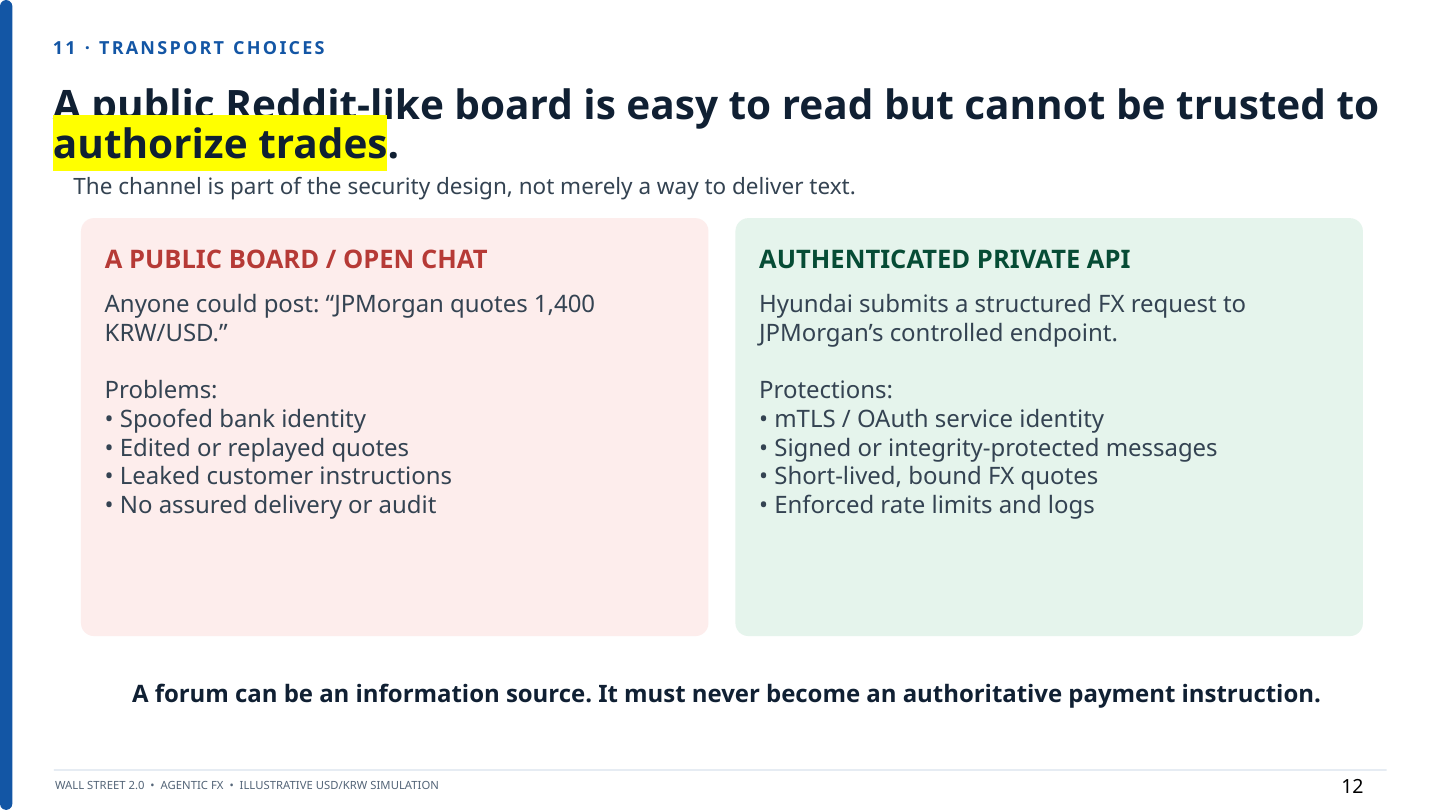 11 · TRANSPORT CHOICES
A public Reddit-like board is easy to read but cannot be trusted to
authorize trades.
The channel is part of the security design, not merely a way to deliver text.
A PUBLIC BOARD / OPEN CHAT
Anyone could post: “JPMorgan quotes 1,400
KRW/USD.”
Problems:
• Spoofed bank identity
• Edited or replayed quotes
• Leaked customer instructions
• No assured delivery or audit
AUTHENTICATED PRIVATE API
Hyundai submits a structured FX request to
JPMorgan’s controlled endpoint.
Protections:
• mTLS / OAuth service identity
• Signed or integrity-protected messages
• Short-lived, bound FX quotes
• Enforced rate limits and logs
A forum can be an information source. It must never become an authoritative payment instruction.
WALL STREET 2.0 • AGENTIC FX • ILLUSTRATIVE USD/KRW SIMULATION
12